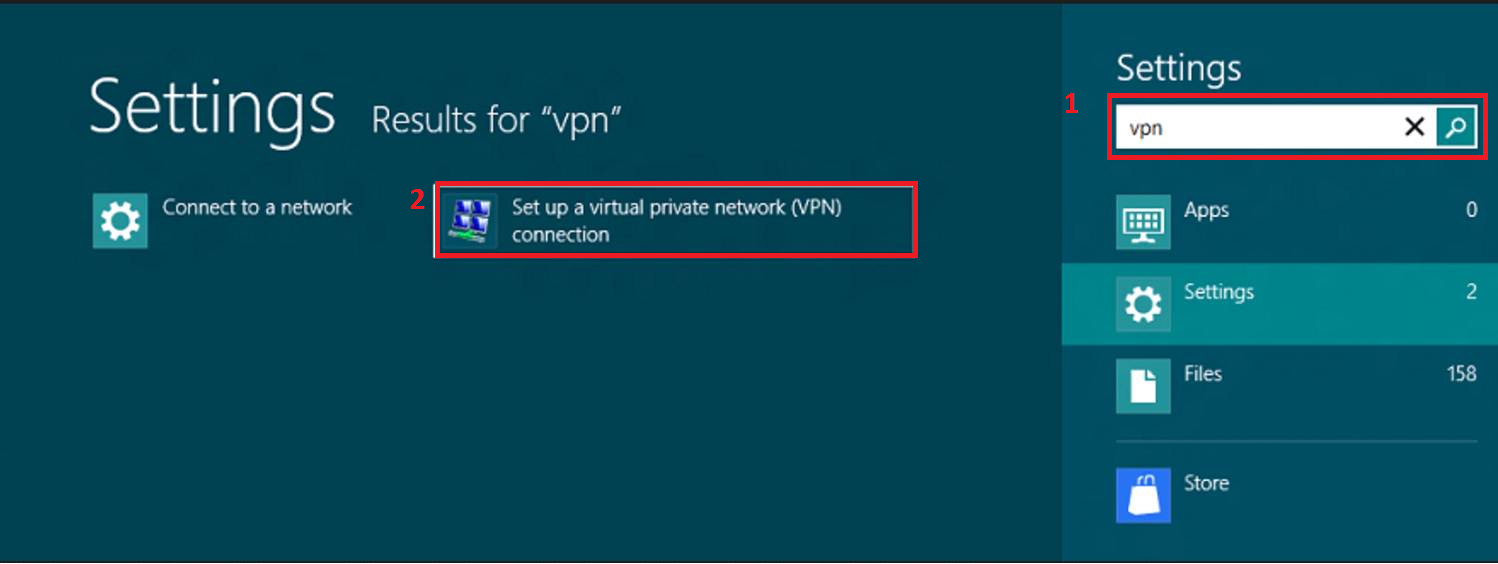 Settings Results for “vpn”
Connect to a network
2
Set up a virtual private network (VPN)
connection
Settings
1
vpn
Apps 0
Settings 2
Files 158
Store